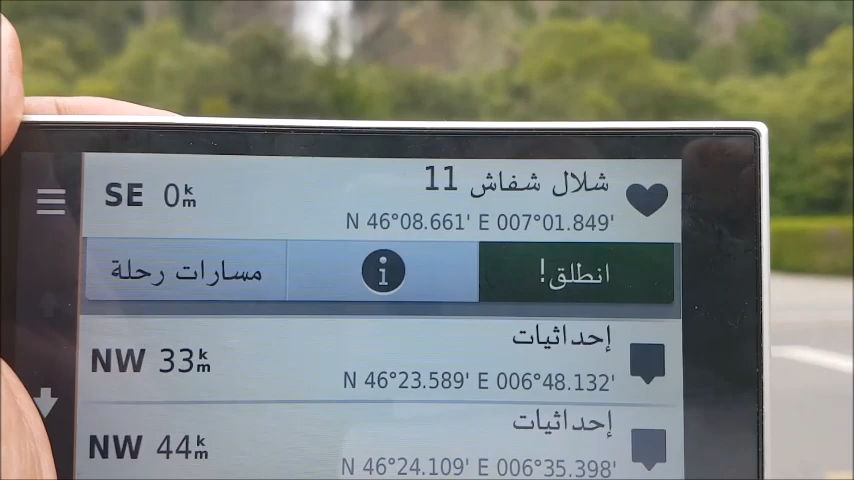 شلال شفاش 11
SE 0km
N 46°08.661' E 007°01.849'
انطلق!
i
مسارات رحلة
إحداثيات
NW 33km
N 46°23.589' E 006°48.132'
إحداثيات
NW 44km
N 46°24.109' E 006°35.398'